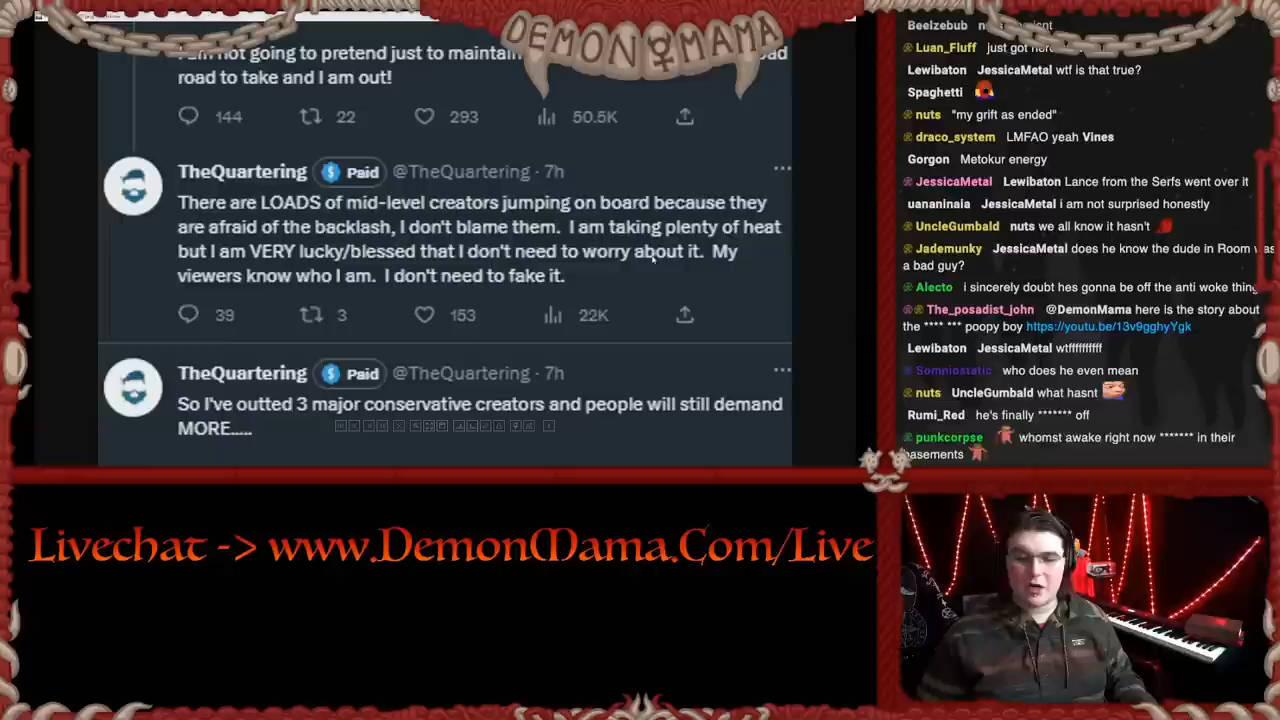 DEMON MAMA
not going to pretend just to maintain
road to take and I am out!
144 22 293 50.5K
TheQuartering Paid @TheQuartering · 7h
There are LOADS of mid-level creators jumping on board because they
are afraid of the backlash, I don't blame them. I am taking plenty of heat
but I am VERY lucky/blessed that I don't need to worry about it. My
viewers know who I am. I don't need to fake it.
39 3 153 22K
TheQuartering Paid @TheQuartering · 7h
So I've outted 3 major conservative creators and people will still demand
MORE.....
Livechat -> www.DemonMama.Com/Live
Beelzebub
Luan_Fluff just got
Lewibaton JessicaMetal wtf is that true?
Spaghetti
nuts "my grift as ended"
draco_system LMFAO yeah Vines
Gorgon Metokur energy
JessicaMetal Lewibaton Lance from the Serfs went over it
uananinaia JessicaMetal i am not surprised honestly
UncleGumbald nuts we all know it hasn't
Jademunky JessicaMetal does he know the dude in Room was
a bad guy?
Alecto i sincerely doubt hes gonna be off the anti woke thing
The_posadist_john @DemonMama here is the story about
the **** *** poopy boy https://youtu.be/13v9gghyYgk
Lewibaton JessicaMetal wtffffffffff
Somniostatic who does he even mean
nuts UncleGumbald what hasnt
Rumi_Red he's finally ******* off
punkcorpse whomst awake right now ******* in their
basements